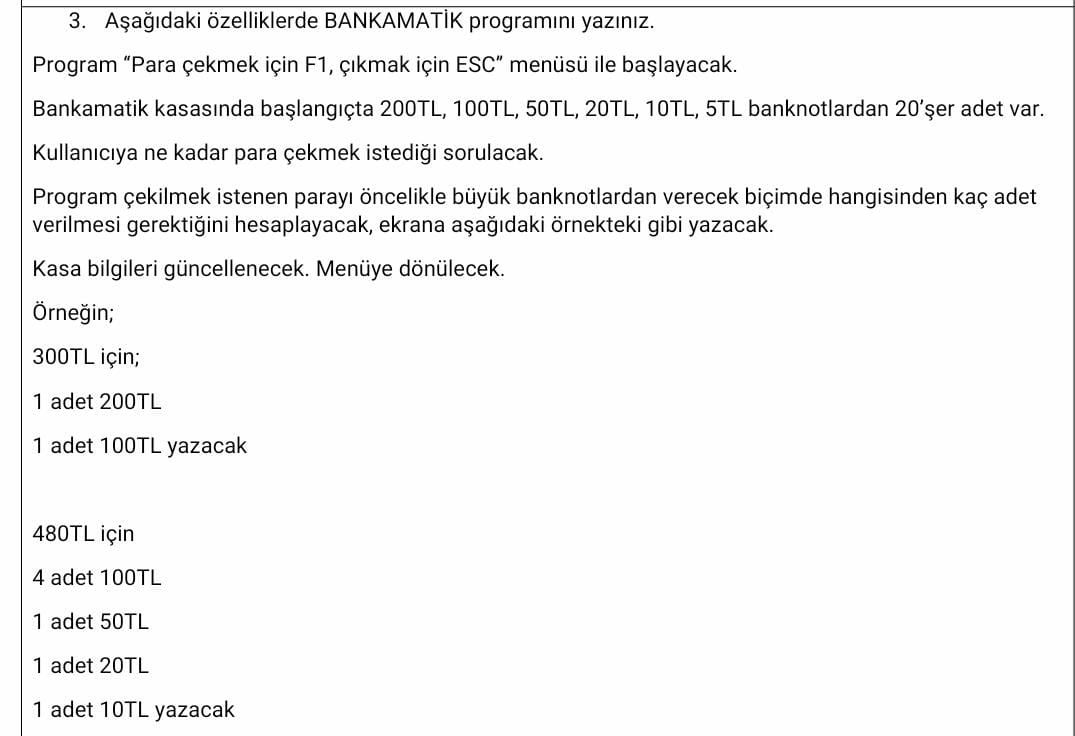 3. Aşağıdaki özelliklerde BANKAMATİK programını yazınız.
Program “Para çekmek için F1, çıkmak için ESC” menüsü ile başlayacak.
Bankamatik kasasında başlangıçta 200TL, 100TL, 50TL, 20TL, 10TL, 5TL banknotlardan 20’şer adet var.
Kullanıcıya ne kadar para çekmek istediği sorulacak.
Program çekilmek istenen parayı öncelikle büyük banknotlardan verecek biçimde hangisinden kaç adet
verilmesi gerektiğini hesaplayacak, ekrana aşağıdaki örnekteki gibi yazacak.
Kasa bilgileri güncellenecek. Menüye dönülecek.
Örneğin;
300TL için;
1 adet 200TL
1 adet 100TL yazacak
480TL için
4 adet 100TL
1 adet 50TL
1 adet 20TL
1 adet 10TL yazacak